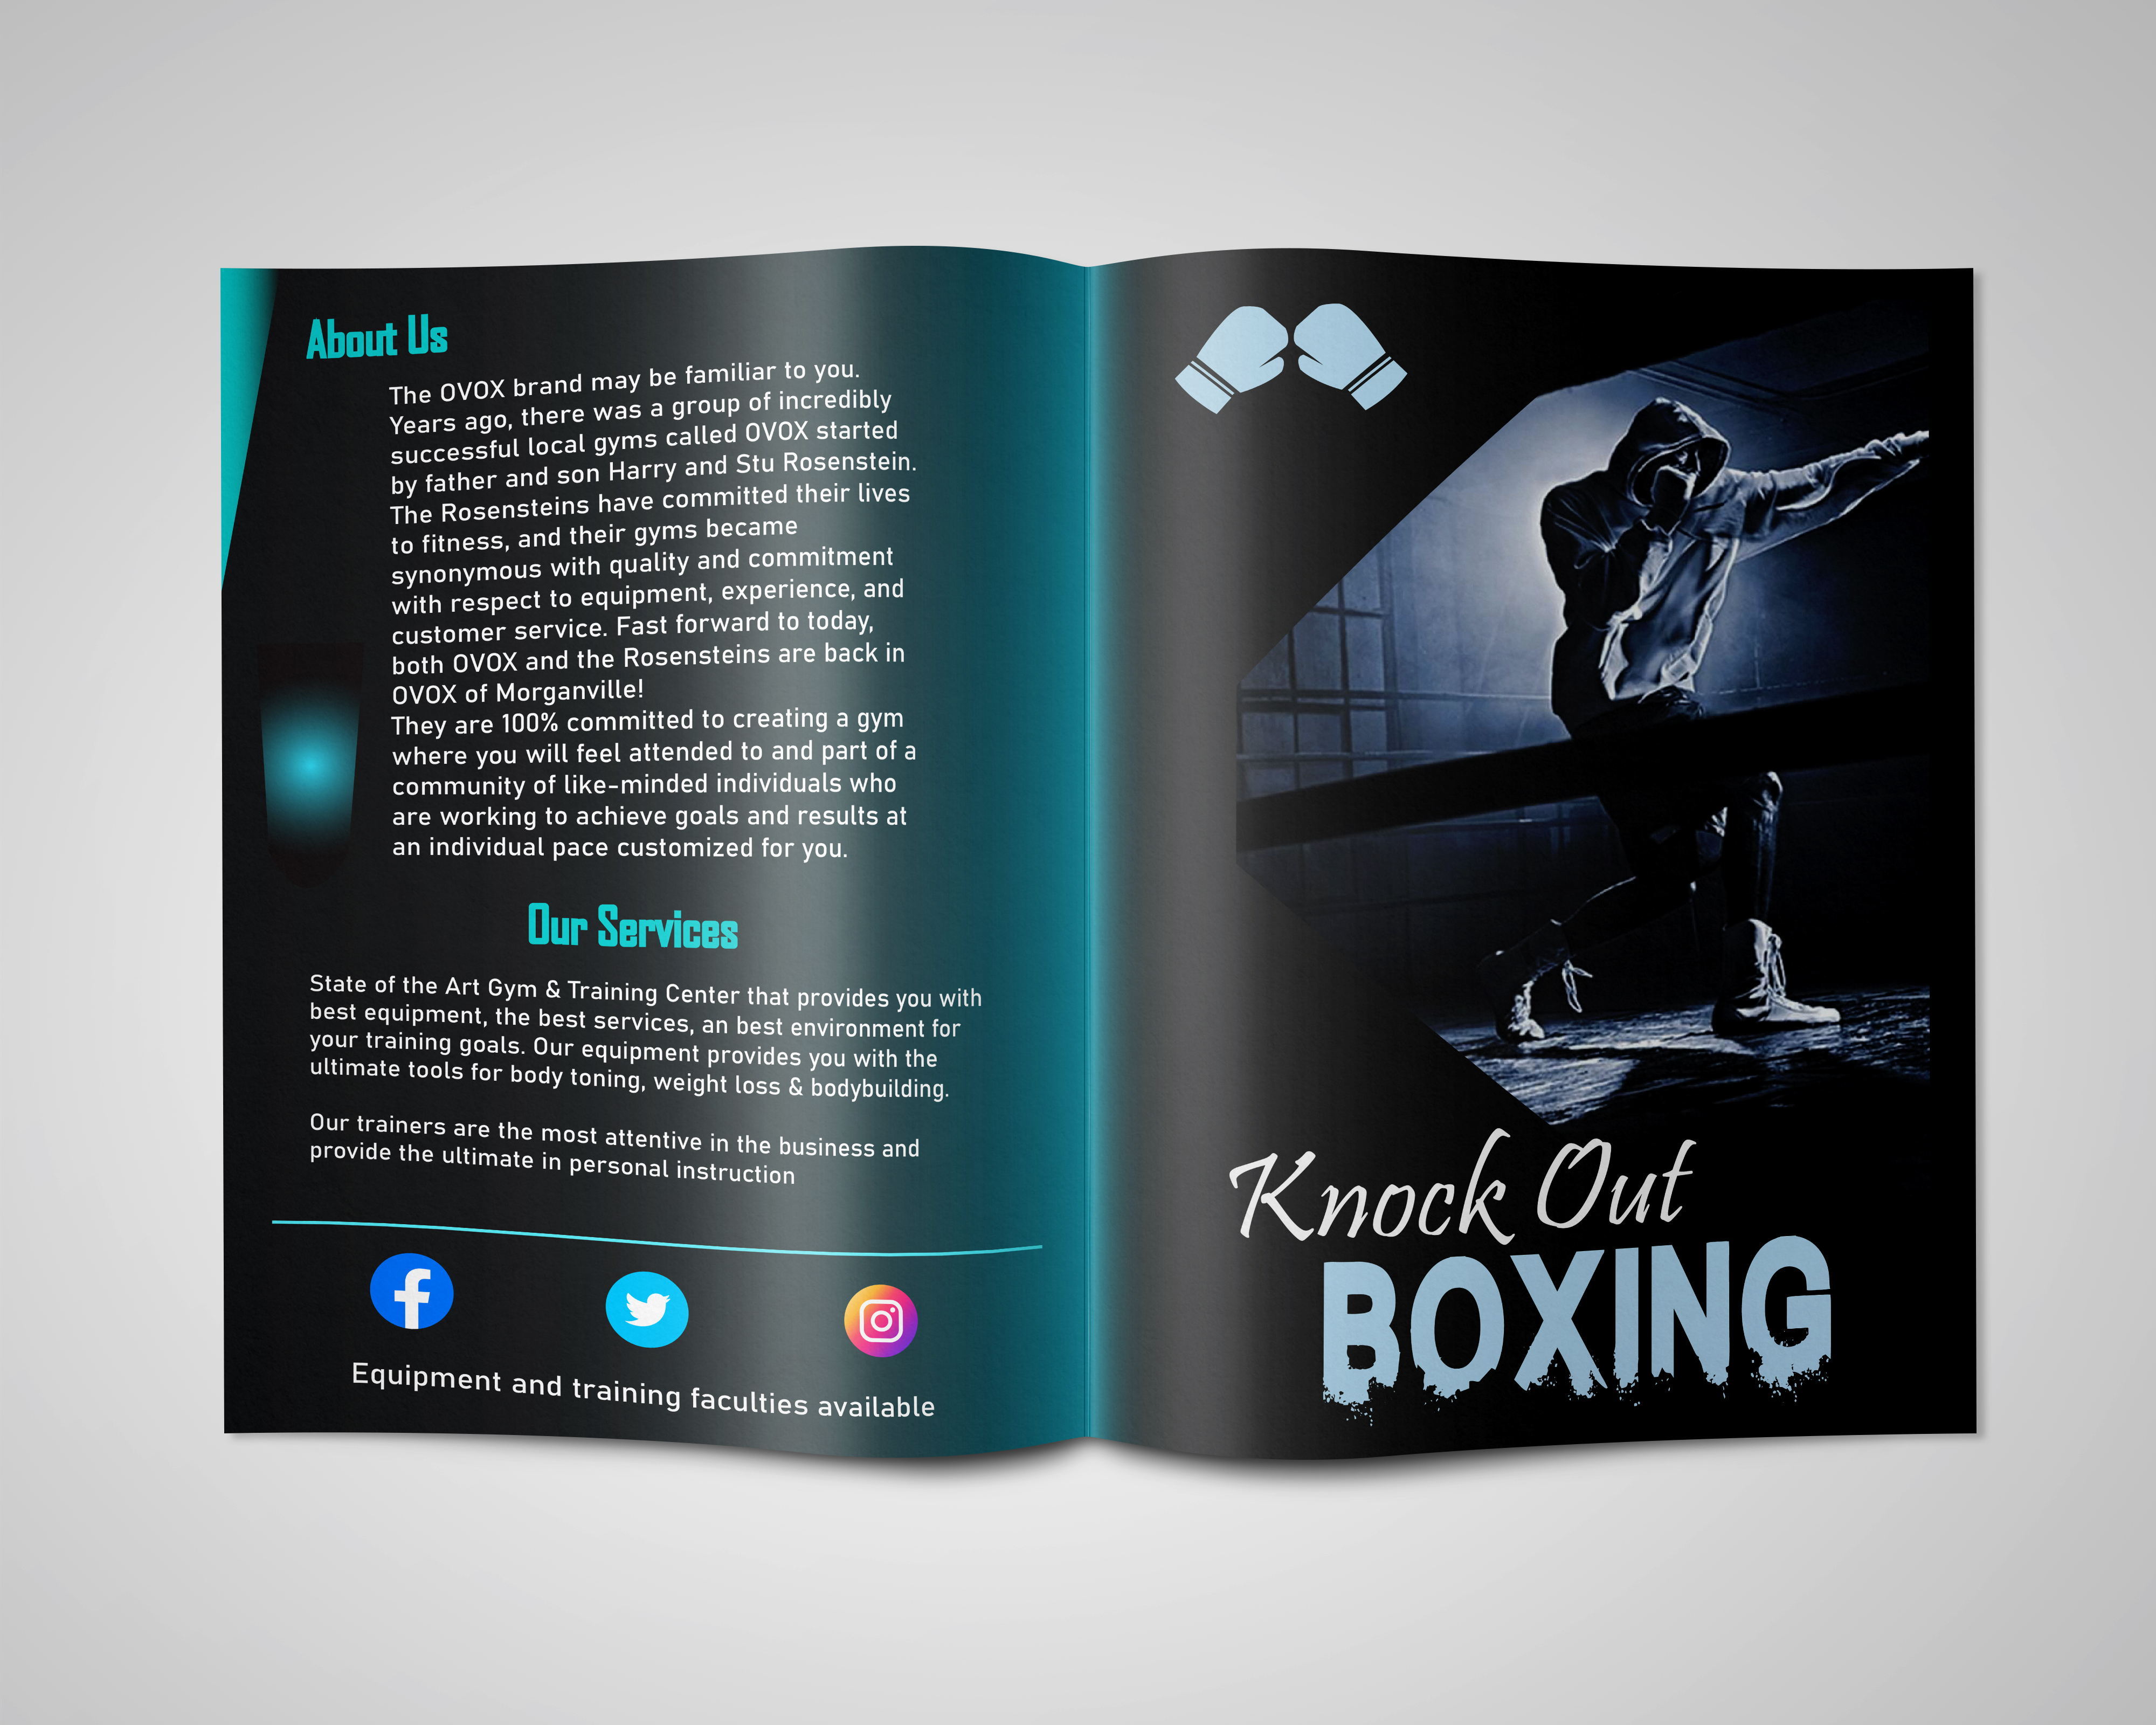 About Us
The OVOX brand may be familiar to you.
Years ago, there was a group of incredibly
successful local gyms called OVOX started
by father and son Harry and Stu Rosenstein.
The Rosensteins have committed their lives
to fitness, and their gyms became
synonymous with quality and commitment
with respect to equipment, experience, and
customer service. Fast forward to today,
both OVOX and the Rosensteins are back in
OVOX of Morganville!
They are 100% committed to creating a gym
where you will feel attended to and part of a
community of like-minded individuals who
are working to achieve goals and results at
an individual pace customized for you.
Our Services
State of the Art Gym & Training Center that provides you with
best equipment, the best services, an best environment for
your training goals. Our equipment provides you with the
ultimate tools for body toning, weight loss & bodybuilding.
Our trainers are the most attentive in the business and
provide the ultimate in personal instruction
Equipment and training faculties available
Knock Out
BOXING